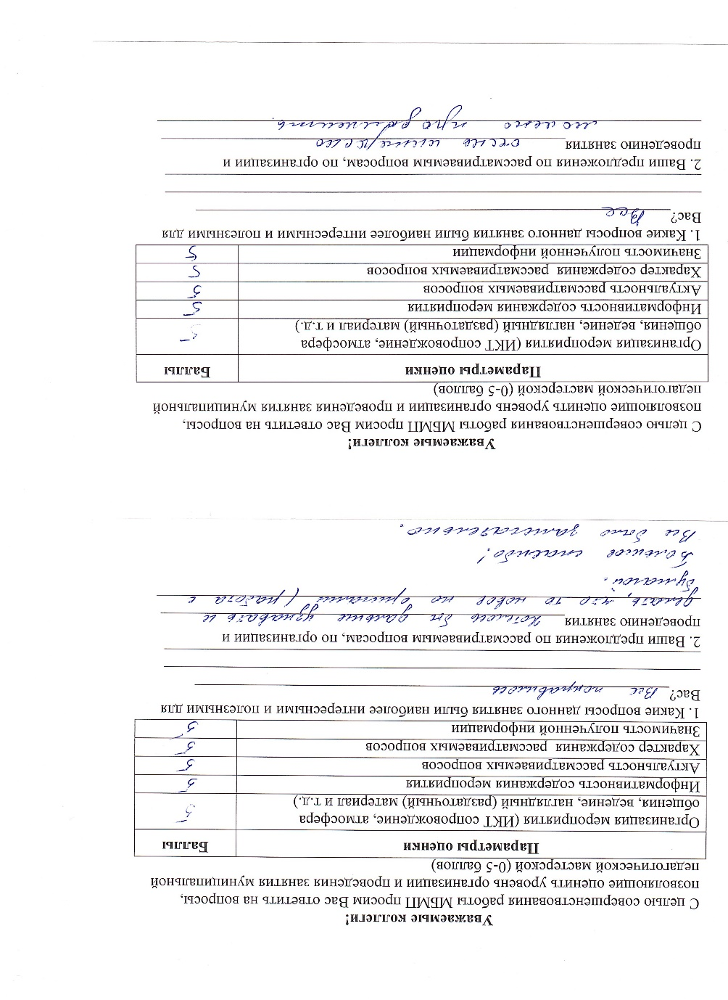 Уважаемые коллеги!
С целью совершенствования работы МБМП просим Вас ответить на вопросы,
позволяющие оценить уровень организации и проведения занятия муниципальной
педагогической мастерской (0-5 баллов)
Параметры оценки Баллы
Организация мероприятия (ИКТ сопровождение, атмосфера
общения, ведение, наглядный (раздаточный) материал и т.д.) 5
Информативность содержания мероприятия 5
Актуальность рассматриваемых вопросов 5
Характер содержания рассматриваемых вопросов 5
Значимость полученной информации 5
1. Какие вопросы данного занятия были наиболее интересными и полезными для
Вас? Все понравилось
2. Ваши предложения по рассматриваемым вопросам, по организации и
проведению занятия Хотелось бы дальше узнавать и
делать что то новое по оригами (работа с
бумагой.
Большое спасибо!
Все было замечательно.
Уважаемые коллеги!
С целью совершенствования работы МБМП просим Вас ответить на вопросы,
позволяющие оценить уровень организации и проведения занятия муниципальной
педагогической мастерской (0-5 баллов)
Параметры оценки Баллы
Организация мероприятия (ИКТ сопровождение, атмосфера
общения, ведение, наглядный (раздаточный) материал и т.д.) 5
Информативность содержания мероприятия 5
Актуальность рассматриваемых вопросов 5
Характер содержания рассматриваемых вопросов 5
Значимость полученной информации 5
1. Какие вопросы данного занятия были наиболее интересными и полезными для
Вас? Все
2. Ваши предложения по рассматриваемым вопросам, по организации и
проведению занятия если интересно
можно продолжить